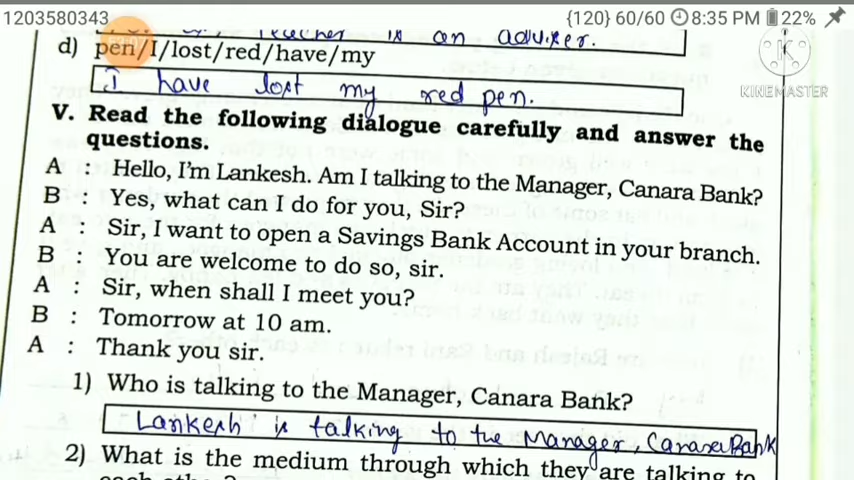 1203580343 {120} 60/60 8:35 PM 22%
Teacher is an adviser.
d) pen/I/lost/red/have/my
KINEMASTER
I have lost my red pen.
V. Read the following dialogue carefully and answer the
questions.
A : Hello, I'm Lankesh. Am I talking to the Manager, Canara Bank?
B : Yes, what can I do for you, Sir?
A : Sir, I want to open a Savings Bank Account in your branch.
B : You are welcome to do so, sir.
A : Sir, when shall I meet you?
B : Tomorrow at 10 am.
A : Thank you sir.
1) Who is talking to the Manager, Canara Bank?
Lankesh is talking to the Manager, Canara Bank
2) What is the medium through which they are talking to